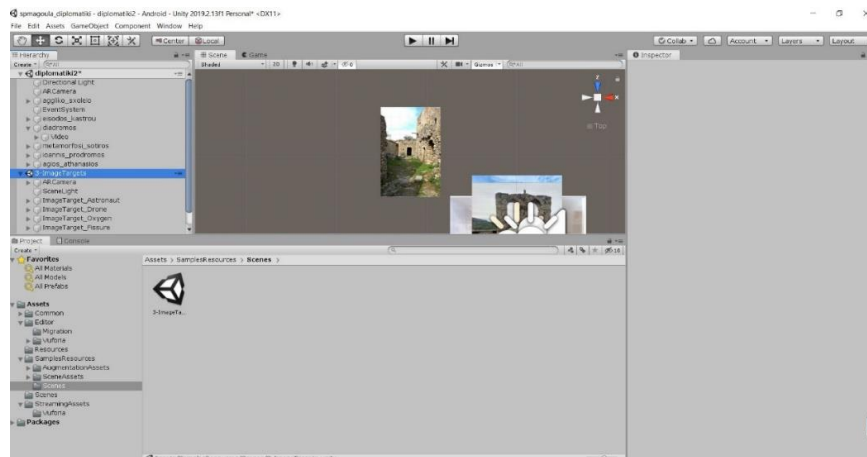 spmagoula_diplomatiki - diplomatiki2 - Android - Unity 2019.2.13f1 Personal* <DX11>
File Edit Assets GameObject Component Window Help
Center Local Collab Account Layers Layout
Hierarchy
Scene Game
Inspector
Create
Shaded 2D Gizmos
diplomatiki2*
Directional Light
ARCamera
EventSystem
eisodos_kastrou
diadromos
Video
metamorfosi_sotiros
ioannis_prodromos
agios_athanasios
3-ImageTargets
ARCamera
SceneLight
ImageTarget_Astronaut
ImageTarget_Drone
ImageTarget_Oxygen
ImageTarget_Fissure
Top
Project Console
Create
Favorites
All Materials
All Models
All Prefabs
Assets
Common
Editor
Migration
Vuforia
Resources
SamplesResources
AugmentationAssets
SceneAssets
Scenes
Scenes
StreamingAssets
Vuforia
Packages
Assets > SamplesResources > Scenes >
3-ImageTa...